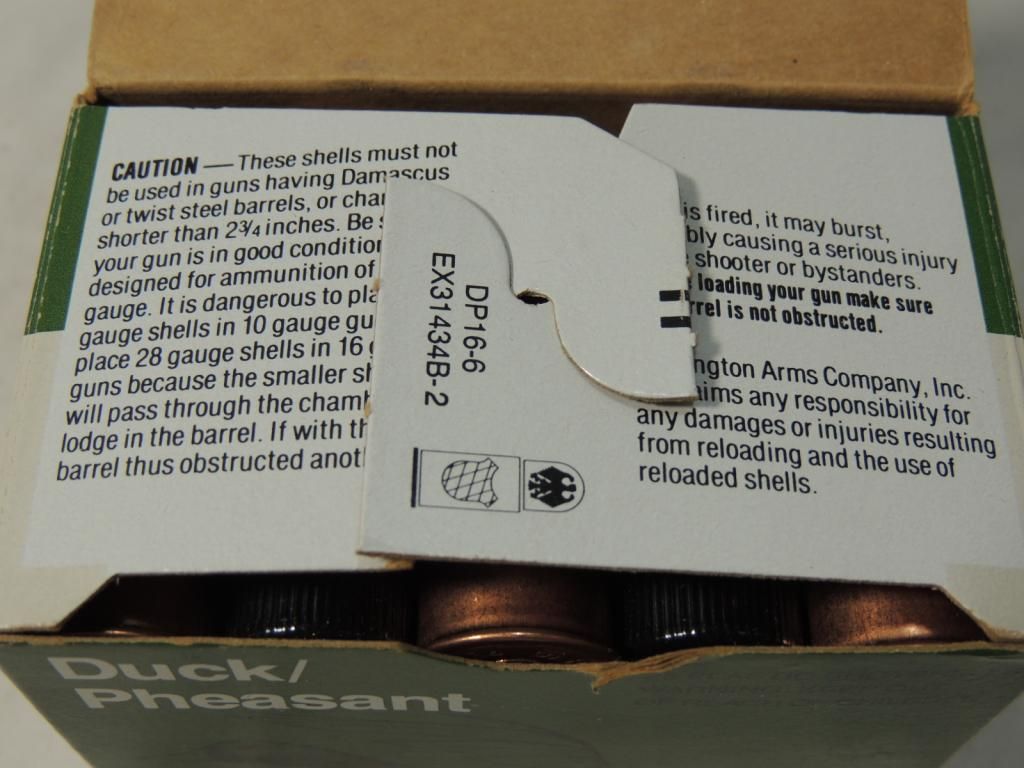 CAUTION — These shells must not
be used in guns having Damascus
or twist steel barrels, or cha
shorter than 2¾ inches. Be
your gun is in good conditio
designed for ammunition of
gauge. It is dangerous to pl
gauge shells in 10 gauge gu
place 28 gauge shells in 16
guns because the smaller s
will pass through the cham
lodge in the barrel. If with th
barrel thus obstructed anot
DP16-6
EX31434B-2
is fired, it may burst,
bly causing a serious injury
shooter or bystanders.
loading your gun make sure
rrel is not obstructed.
ngton Arms Company, Inc.
aims any responsibility for
any damages or injuries resulting
from reloading and the use of
reloaded shells.
Duck/
Pheasant